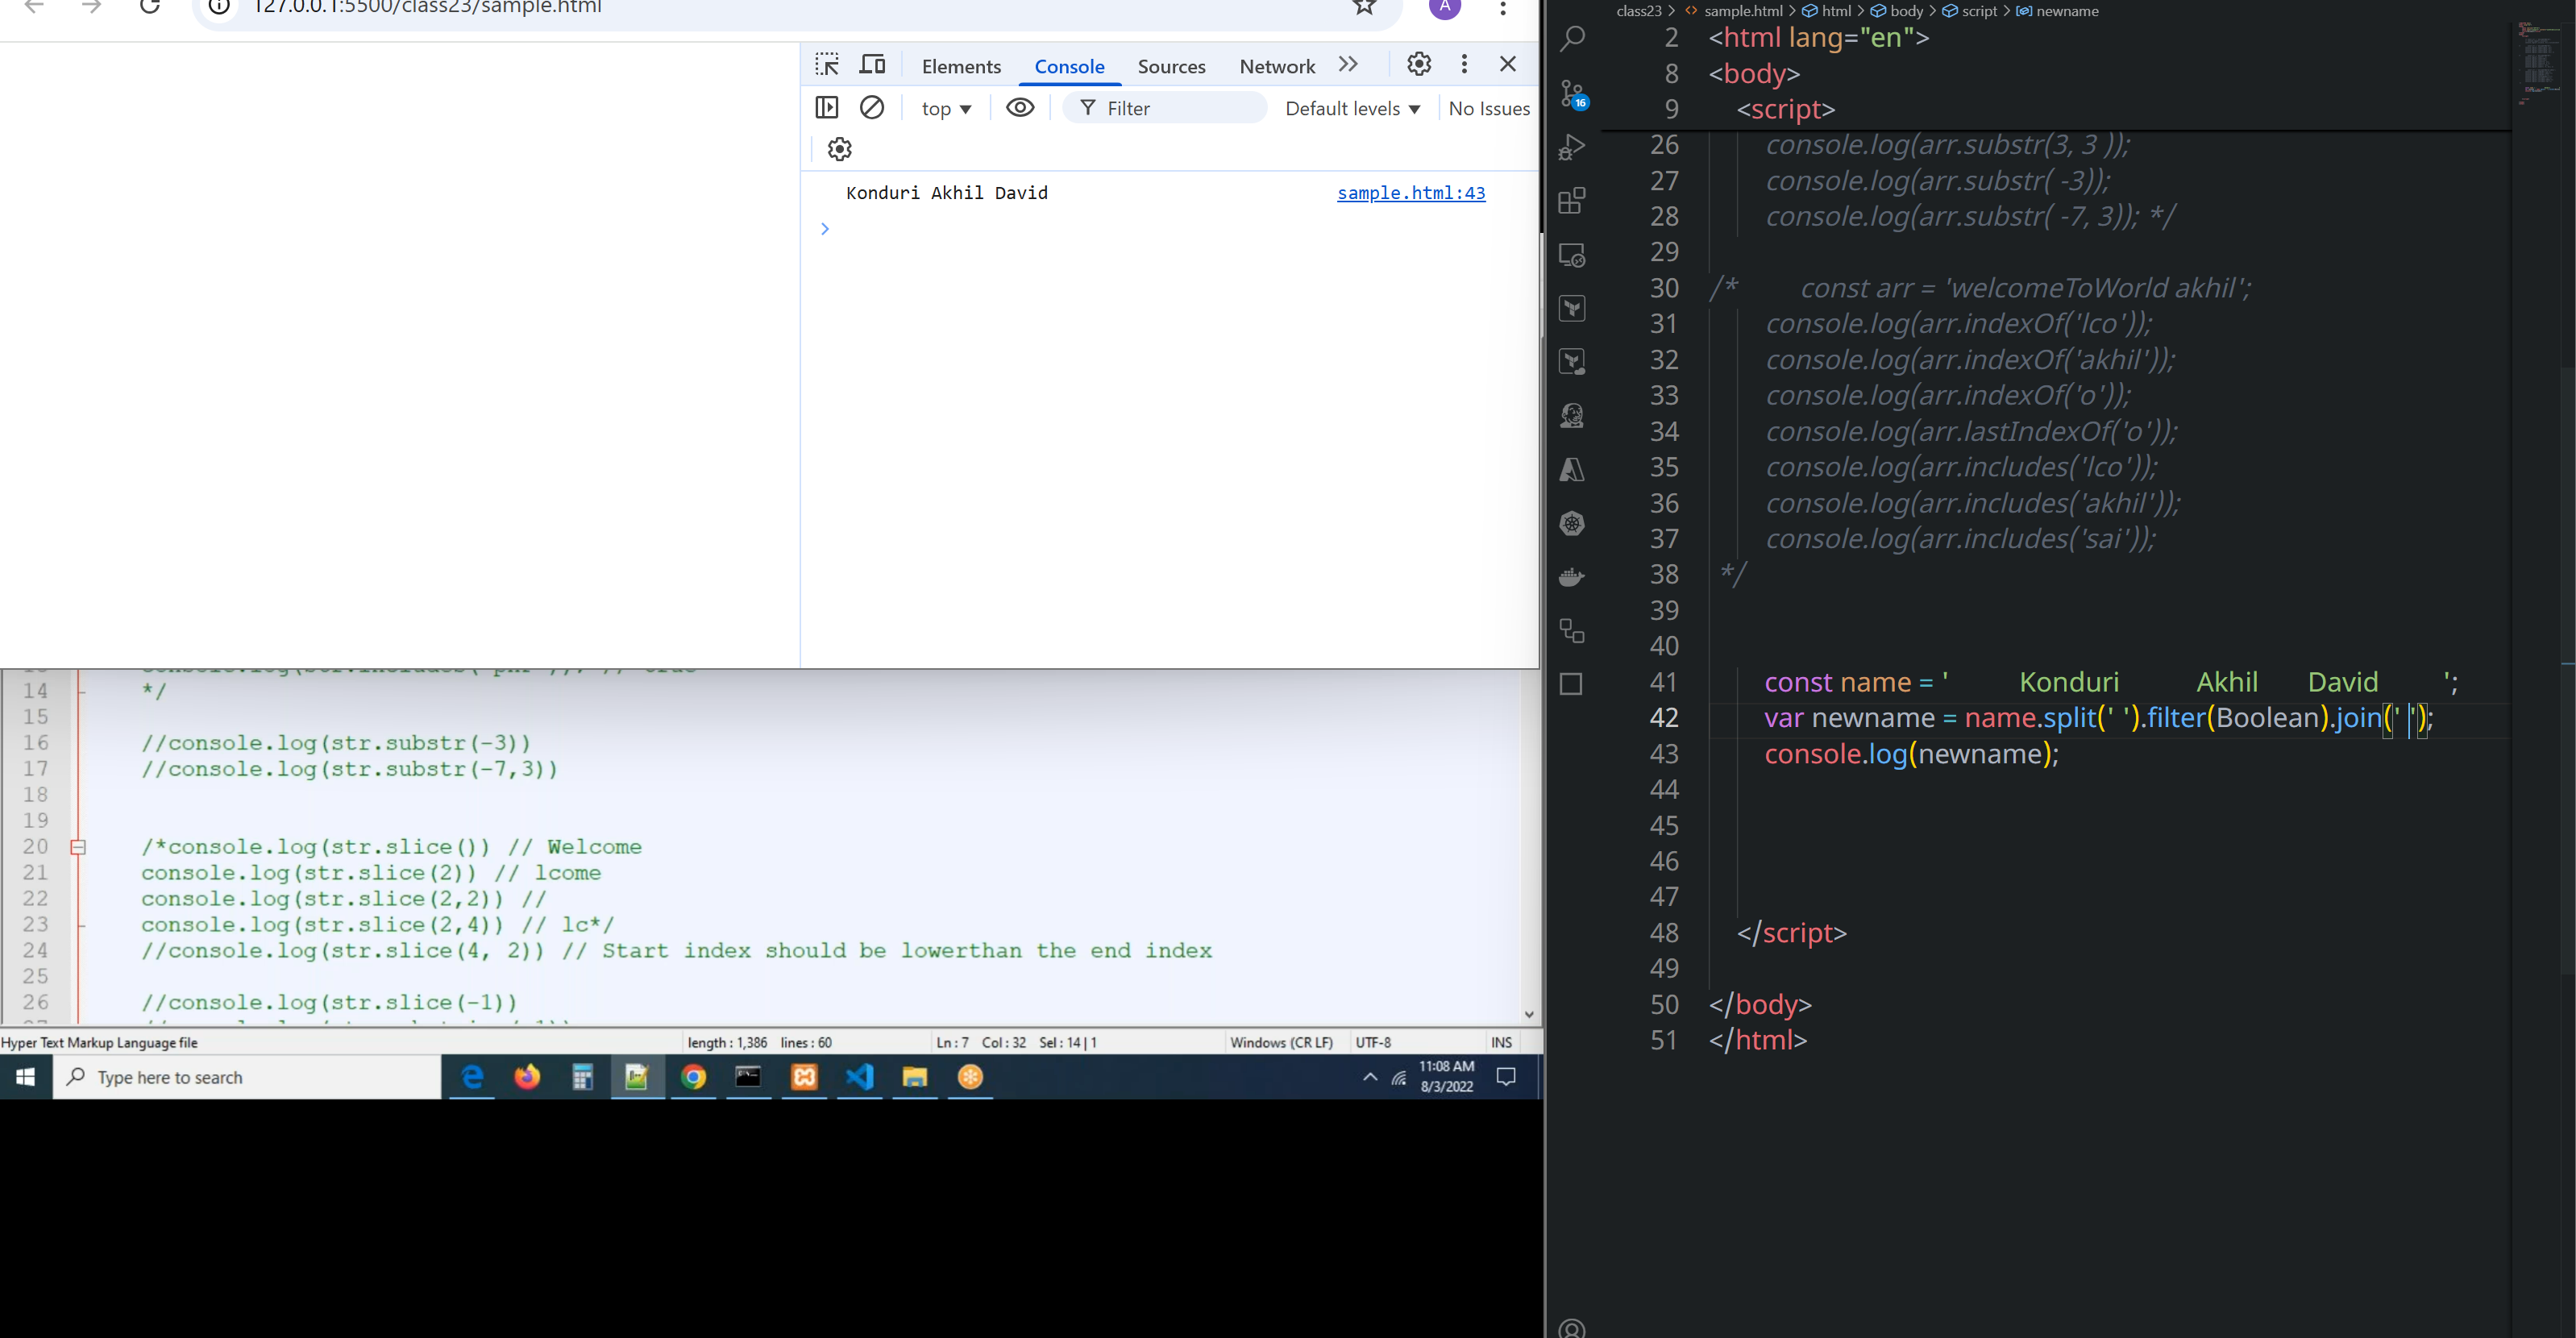 127.0.0.1:5500/class23/sample.html
A
Elements Console Sources Network
top Filter Default levels No Issues
Konduri Akhil David sample.html:43
14 */
15
16 //console.log(str.substr(-3))
17 //console.log(str.substr(-7,3))
18
19
20 /*console.log(str.slice()) // Welcome
21 console.log(str.slice(2)) // lcome
22 console.log(str.slice(2,2)) //
23 console.log(str.slice(2,4)) // lc*/
24 //console.log(str.slice(4, 2)) // Start index should be lowerthan the end index
25
26 //console.log(str.slice(-1))
Hyper Text Markup Language file length : 1,386 lines : 60 Ln : 7 Col : 32 Sel : 14 | 1 Windows (CR LF) UTF-8 INS
Type here to search
11:08 AM
8/3/2022
class23 > sample.html > html > body > script > newname
16
2 <html lang="en">
8 <body>
9 <script>
26 console.log(arr.substr(3, 3 ));
27 console.log(arr.substr( -3));
28 console.log(arr.substr( -7, 3)); */
29
30 /* const arr = 'welcomeToWorld akhil';
31 console.log(arr.indexOf('lco'));
32 console.log(arr.indexOf('akhil'));
33 console.log(arr.indexOf('o'));
34 console.log(arr.lastIndexOf('o'));
35 console.log(arr.includes('lco'));
36 console.log(arr.includes('akhil'));
37 console.log(arr.includes('sai'));
38 */
39
40
41 const name = ' Konduri Akhil David ';
42 var newname = name.split(' ').filter(Boolean).join(' ');
43 console.log(newname);
44
45
46
47
48 </script>
49
50 </body>
51 </html>